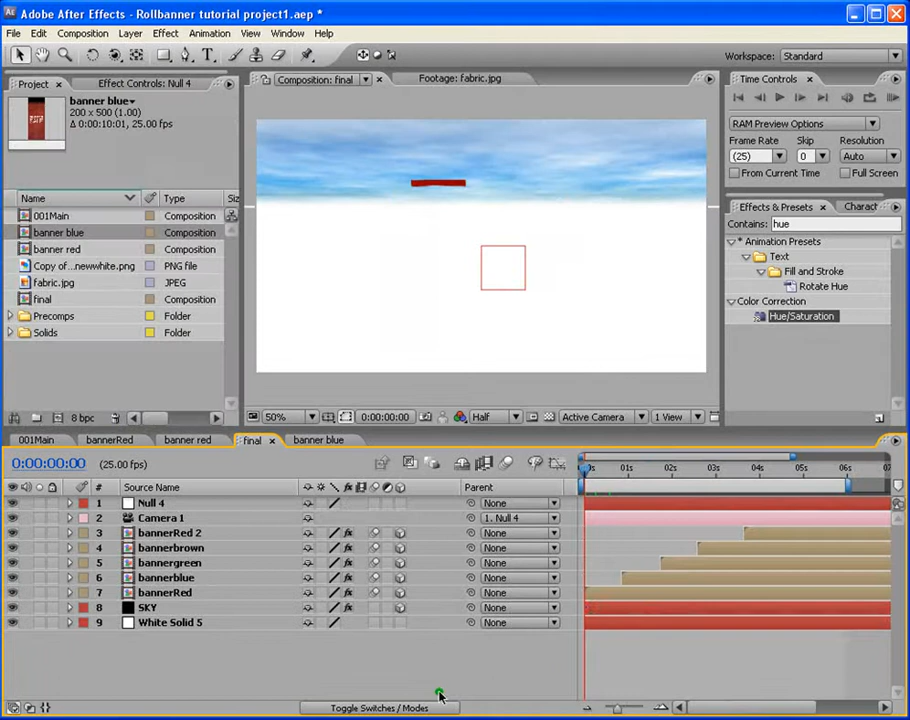 Adobe After Effects - Rollbanner tutorial project1.aep *
File Edit Composition Layer Effect Animation View Window Help
Workspace: Standard
Project × Effect Controls: Null 4
banner blue▾
200 x 500 (1.00)
Δ 0:00:10:01, 25.00 fps
Name Type Si
001Main Composition
banner blue Composition
banner red Composition
Copy of...newwhite.png PNG file
fabric.jpg JPEG
final Composition
Precomps Folder
Solids Folder
8 bpc
Composition: final × Footage: fabric.jpg
50% 0:00:00:00 Half Active Camera 1 View
Time Controls ×
RAM Preview Options
Frame Rate Skip Resolution
(25) 0 Auto
From Current Time Full Screen
Effects & Presets × Charact
Contains: hue
* Animation Presets
Text
Fill and Stroke
Rotate Hue
Color Correction
Hue/Saturation
001Main bannerRed banner red final × banner blue
0:00:00:00 (25.00 fps)
01s 02s 03s 04s 05s 06s 07
# Source Name Parent
1 Null 4 None
2 Camera 1 1. Null 4
3 bannerRed 2 None
4 bannerbrown None
5 bannergreen None
6 bannerblue None
7 bannerRed None
8 SKY None
9 White Solid 5 None
Toggle Switches / Modes